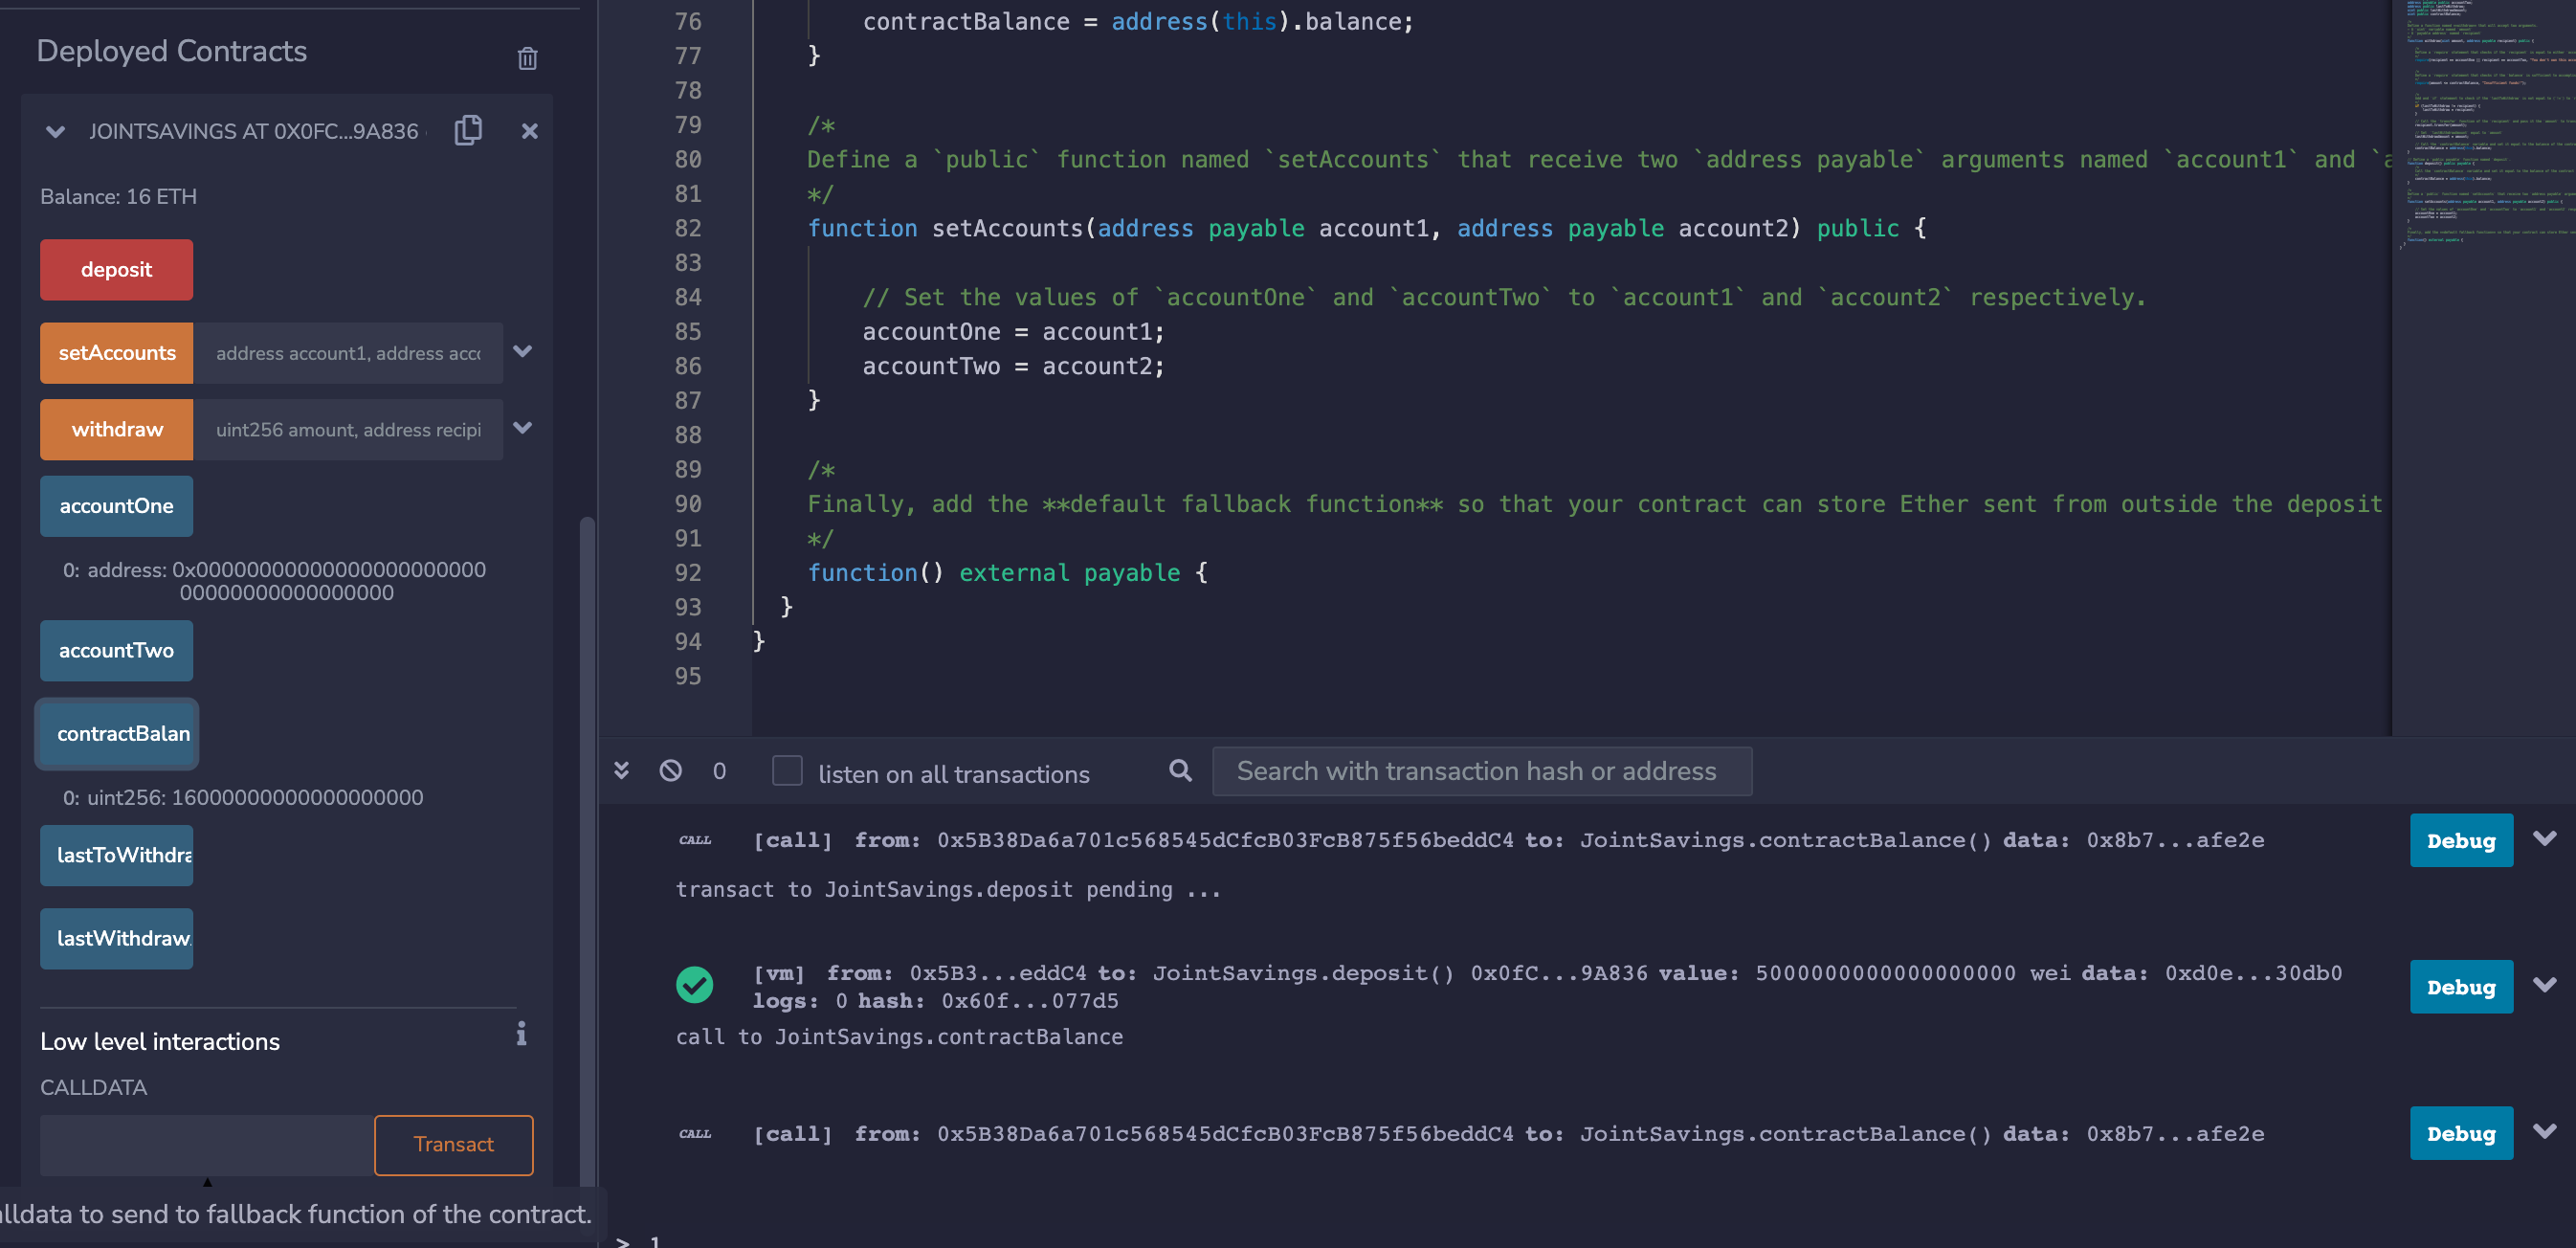 Deployed Contracts
JOINTSAVINGS AT 0X0FC...9A836
Balance: 16 ETH
deposit
setAccounts address account1, address acc
withdraw uint256 amount, address recipi
accountOne
0: address: 0x00000000000000000000000
00000000000000000
accountTwo
contractBalan
0: uint256: 16000000000000000000
lastToWithdra
lastWithdraw
Low level interactions
CALLDATA
Transact
lldata to send to fallback function of the contract.
76 contractBalance = address(this).balance;
77 }
78
79 /*
80 Define a `public` function named `setAccounts` that receive two `address payable` arguments named `account1` and `a
81 */
82 function setAccounts(address payable account1, address payable account2) public {
83
84 // Set the values of `accountOne` and `accountTwo` to `account1` and `account2` respectively.
85 accountOne = account1;
86 accountTwo = account2;
87 }
88
89 /*
90 Finally, add the **default fallback function** so that your contract can store Ether sent from outside the deposit
91 */
92 function() external payable {
93 }
94 }
95
0 listen on all transactions Search with transaction hash or address
CALL [call] from: 0x5B38Da6a701c568545dCfcB03FcB875f56beddC4 to: JointSavings.contractBalance() data: 0x8b7...afe2e Debug
transact to JointSavings.deposit pending ...
[vm] from: 0x5B3...eddC4 to: JointSavings.deposit() 0x0fC...9A836 value: 5000000000000000000 wei data: 0xd0e...30db0 Debug
logs: 0 hash: 0x60f...077d5
call to JointSavings.contractBalance
CALL [call] from: 0x5B38Da6a701c568545dCfcB03FcB875f56beddC4 to: JointSavings.contractBalance() data: 0x8b7...afe2e Debug
>